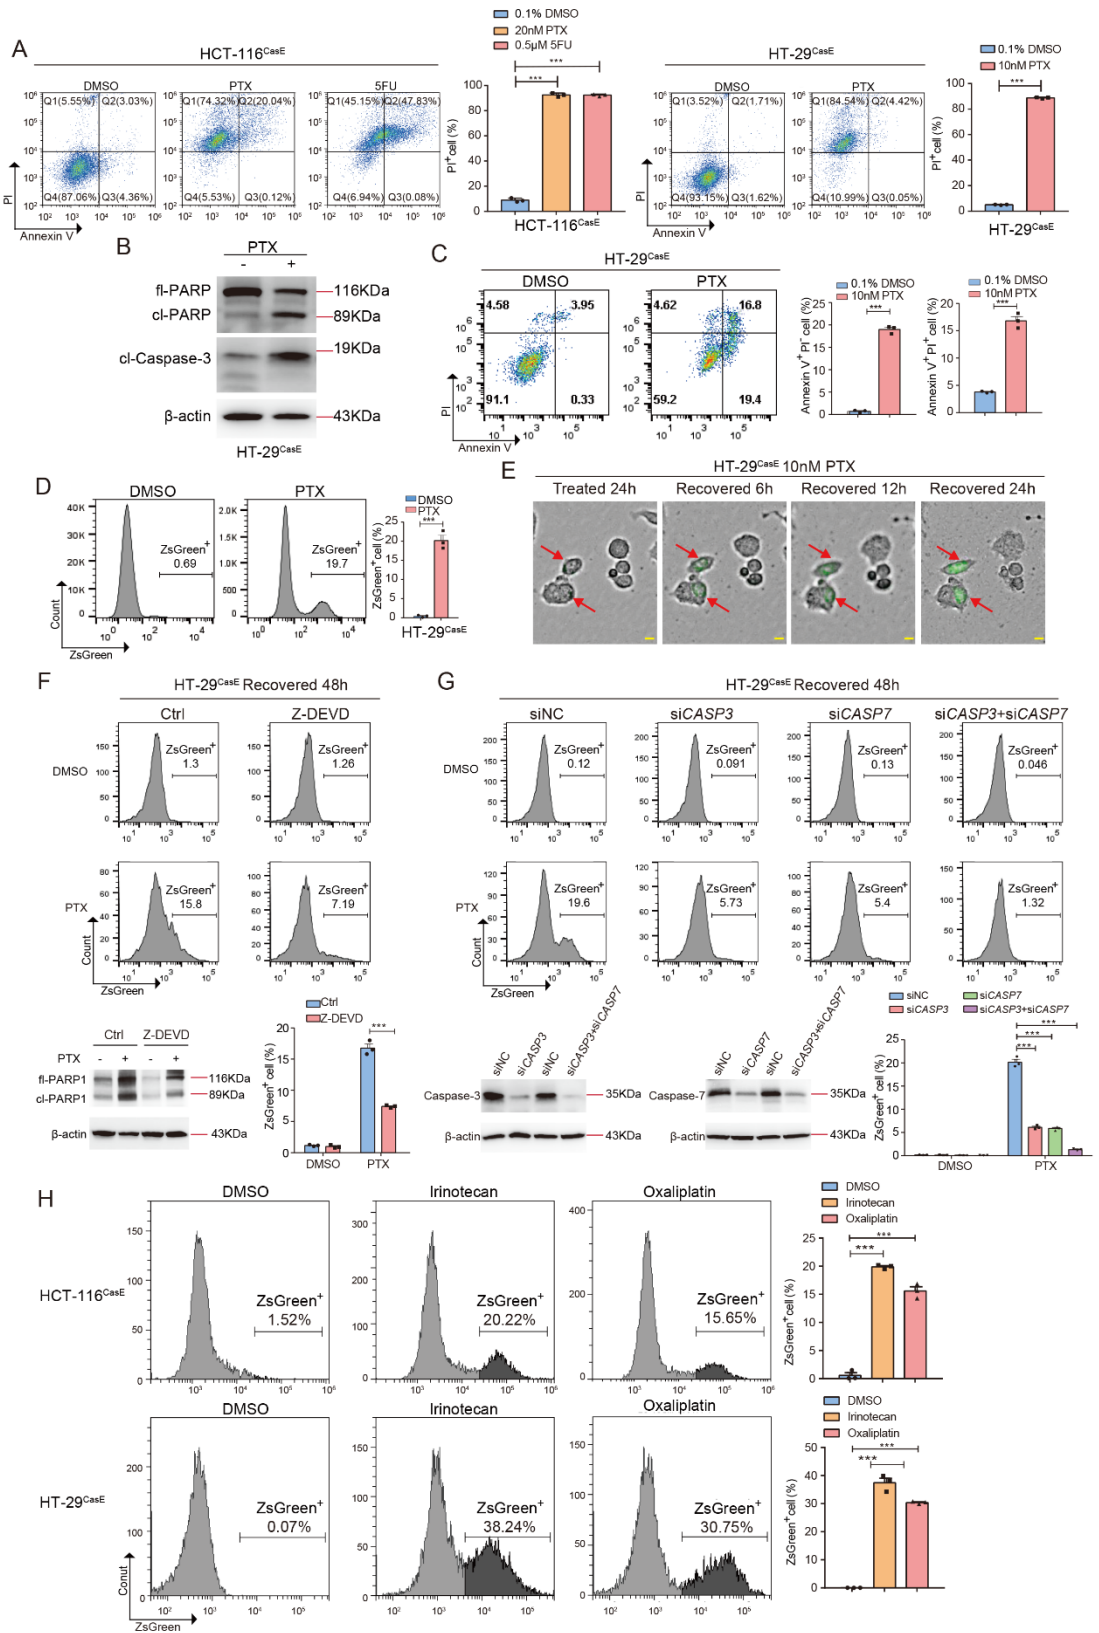 A
HCT-116CasE
0.1% DMSO
20nM PTX
0.5μM 5FU
HT-29CasE
0.1% DMSO
10nM PTX
DMSO
PTX
5FU
DMSO
PTX
Q1(5.55%) Q2(3.03%)
Q4(87.06%) Q3(4.36%)
Q1(74.32%) Q2(20.04%)
Q4(5.53%) Q3(0.12%)
Q1(45.15%) Q2(47.83%)
Q4(6.94%) Q3(0.08%)
Q1(3.52%) Q2(1.71%)
Q4(93.15%) Q3(1.62%)
Q1(84.54%) Q2(4.42%)
Q4(10.99%) Q3(0.05%)
PI
Annexin V
PI+cell (%)
***
***
HCT-116CasE
PI
Annexin V
PI+cell (%)
***
HT-29CasE
B
PTX
- +
fl-PARP 116KDa
cl-PARP 89KDa
cl-Caspase-3 19KDa
β-actin 43KDa
HT-29CasE
C
HT-29CasE
DMSO
PTX
4.58 3.95
91.1 0.33
4.62 16.8
59.2 19.4
PI
Annexin V
0.1% DMSO
10nM PTX
***
Annexin V+ PI- cell (%)
0.1% DMSO
10nM PTX
***
Annexin V+ PI+ cell (%)
D
DMSO
PTX
ZsGreen+
0.69
ZsGreen+
19.7
Count
ZsGreen
DMSO
PTX
***
ZsGreen+cell (%)
HT-29CasE
E
HT-29CasE 10nM PTX
Treated 24h
Recovered 6h
Recovered 12h
Recovered 24h
F
HT-29CasE Recovered 48h
Ctrl
Z-DEVD
DMSO
ZsGreen+
1.3
ZsGreen+
1.26
PTX
ZsGreen+
15.8
ZsGreen+
7.19
Count
ZsGreen
Ctrl Z-DEVD
PTX - + - +
fl-PARP1 116KDa
cl-PARP1 89KDa
β-actin 43KDa
Ctrl
Z-DEVD
***
ZsGreen+cell (%)
DMSO PTX
G
HT-29CasE Recovered 48h
siNC
siCASP3
siCASP7
siCASP3+siCASP7
DMSO
ZsGreen+
0.12
ZsGreen+
0.091
ZsGreen+
0.13
ZsGreen+
0.046
PTX
ZsGreen+
19.6
ZsGreen+
5.73
ZsGreen+
5.4
ZsGreen+
1.32
Count
ZsGreen
siNC siCASP3 siNC siCASP3+siCASP7
Caspase-3 35KDa
β-actin 43KDa
siNC siCASP7 siNC siCASP3+siCASP7
Caspase-7 35KDa
β-actin 43KDa
siNC siCASP7
siCASP3 siCASP3+siCASP7
***
***
***
ZsGreen+cell (%)
DMSO PTX
H
DMSO
Irinotecan
Oxaliplatin
HCT-116CasE
ZsGreen+
1.52%
ZsGreen+
20.22%
ZsGreen+
15.65%
DMSO
Irinotecan
Oxaliplatin
***
***
ZsGreen+cell (%)
DMSO
Irinotecan
Oxaliplatin
HT-29CasE
ZsGreen+
0.07%
ZsGreen+
38.24%
ZsGreen+
30.75%
Conut
ZsGreen
DMSO
Irinotecan
Oxaliplatin
***
***
ZsGreen+cell (%)